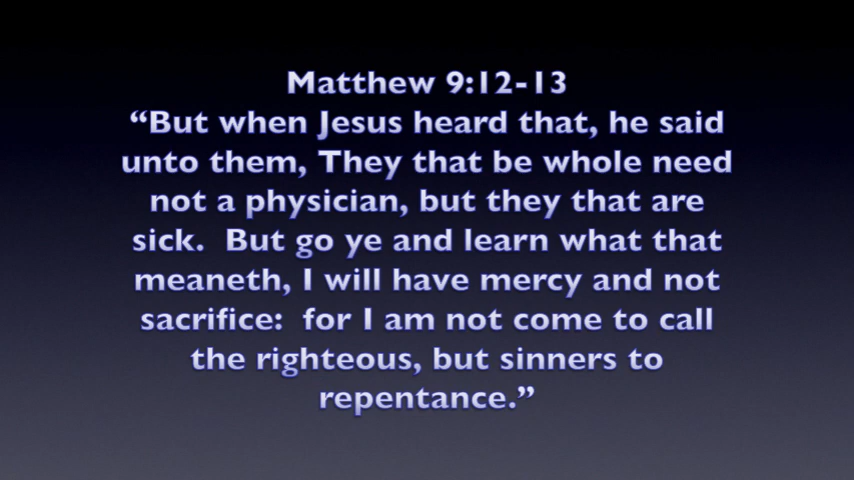 Matthew 9:12-13
“But when Jesus heard that, he said
unto them, They that be whole need
not a physician, but they that are
sick.  But go ye and learn what that
meaneth, I will have mercy and not
sacrifice:  for I am not come to call
the righteous, but sinners to
repentance.”